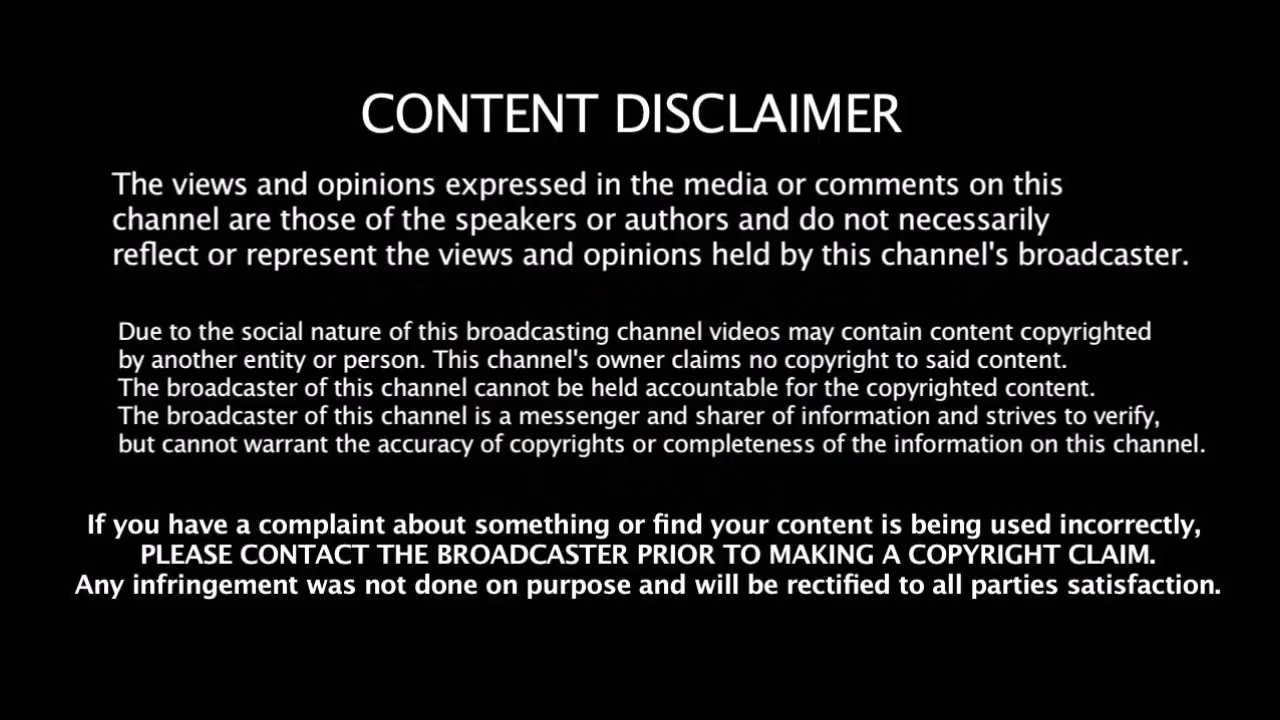 CONTENT DISCLAIMER
The views and opinions expressed in the media or comments on this
channel are those of the speakers or authors and do not necessarily
reflect or represent the views and opinions held by this channel's broadcaster.
Due to the social nature of this broadcasting channel videos may contain content copyrighted
by another entity or person. This channel's owner claims no copyright to said content.
The broadcaster of this channel cannot be held accountable for the copyrighted content.
The broadcaster of this channel is a messenger and sharer of information and strives to verify,
but cannot warrant the accuracy of copyrights or completeness of the information on this channel.
If you have a complaint about something or find your content is being used incorrectly,
PLEASE CONTACT THE BROADCASTER PRIOR TO MAKING A COPYRIGHT CLAIM.
Any infringement was not done on purpose and will be rectified to all parties satisfaction.